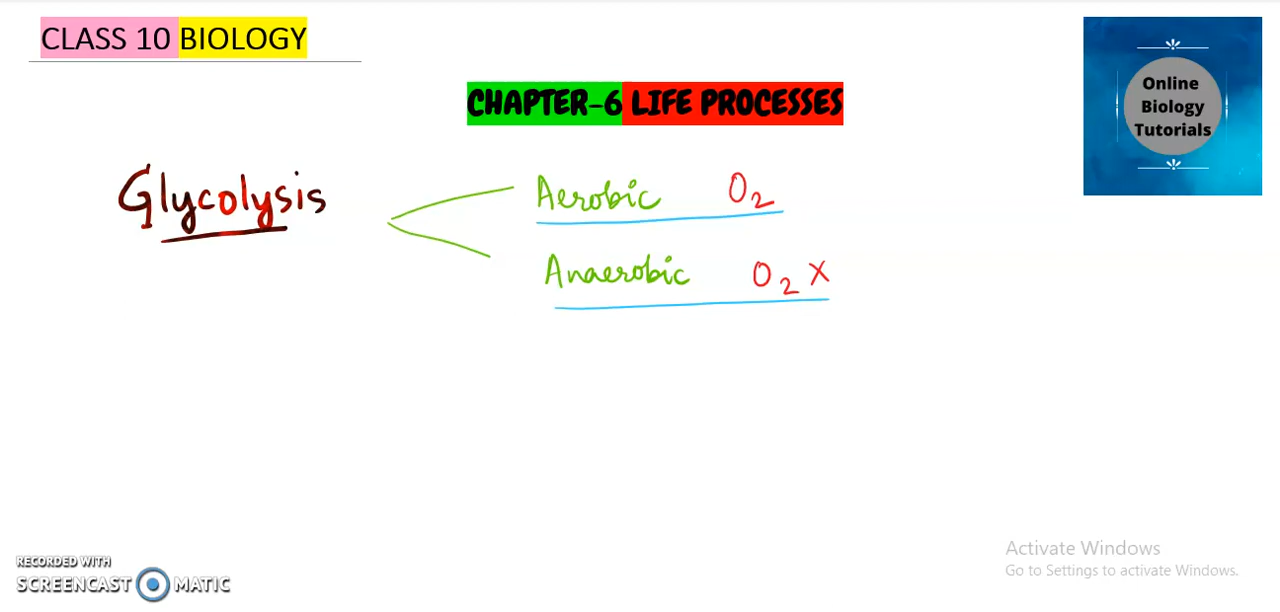 CLASS 10 BIOLOGY
Online
Biology
Tutorials
CHAPTER-6 LIFE PROCESSES
Glycolysis
Aerobic O2
Anaerobic O2 X
RECORDED WITH
SCREENCAST MATIC
Activate Windows
Go to Settings to activate Windows.